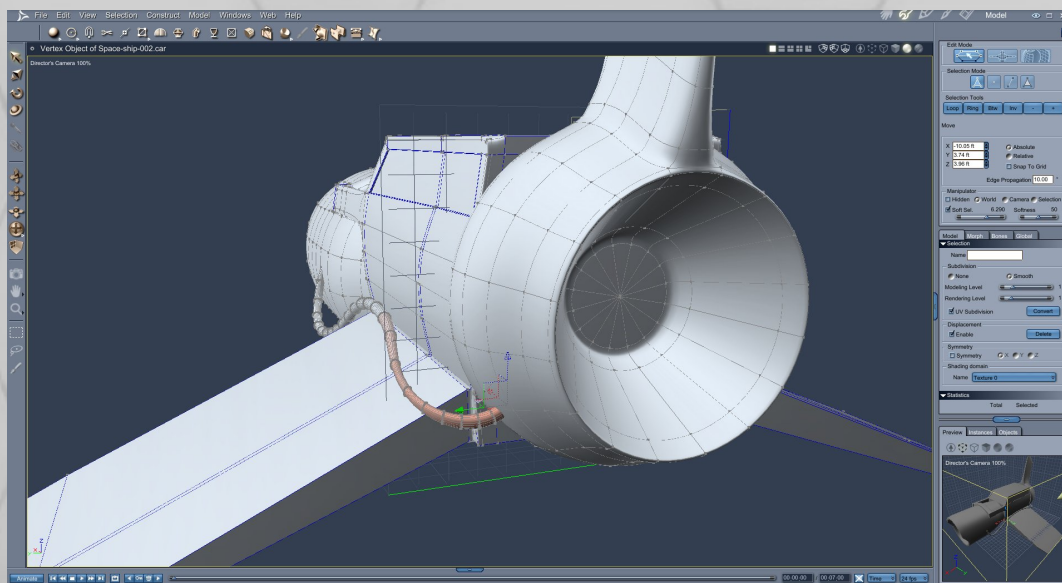 File Edit View Selection Construct Model Windows Web Help
Model
Vertex Object of Space-ship-002.car
Director's Camera 100%
Edit Mode
Selection Mode
Selection Tools
Loop Ring Btw Inv - +
Move
X -10.05 ft Absolute
Y 3.74 ft Relative
Z 3.96 ft Snap To Grid
Edge Propagation 10.00 °
Manipulator
Hidden World Camera Selection
Soft Sel. 6.290 Softness 50
Model Morph Bones Global
Selection
Name
Subdivision
None Smooth
Modeling Level 1
Rendering Level
UV Subdivision Convert
Displacement
Enable Delete
Symmetry
Symmetry X Y Z
Shading domain
Name Texture 0
Statistics
Total Selected
Preview Instances Objects
Director's Camera 100%
Z
X
Animate 00:00:00 00:07:00 Time 24 fps